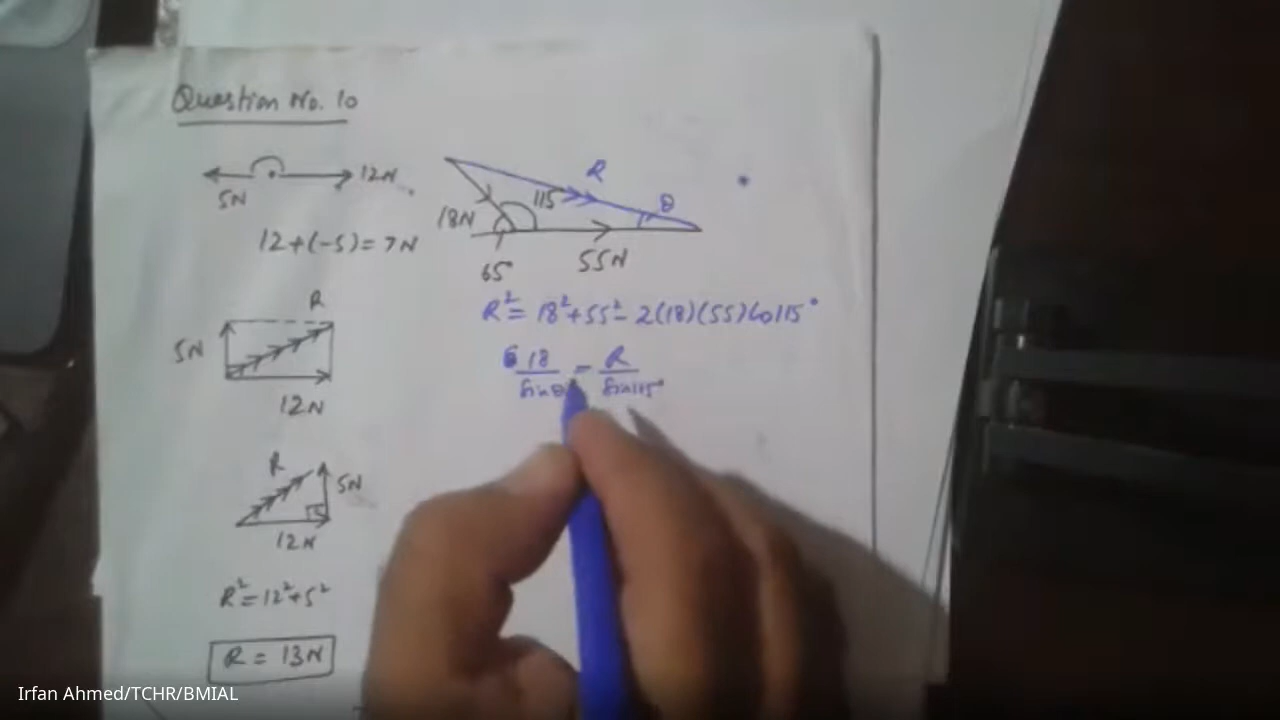 Question No. 10
5N 12N
12+(-5)=7N
R
5N
12N
R
5N
12N
R²=12²+5²
R = 13N
R
115
θ
18N
65°
55N
R²= 18²+55²- 2(18)(55)Cos115°
18/Sinθ = R/Sin115°
Irfan Ahmed/TCHR/BMIAL